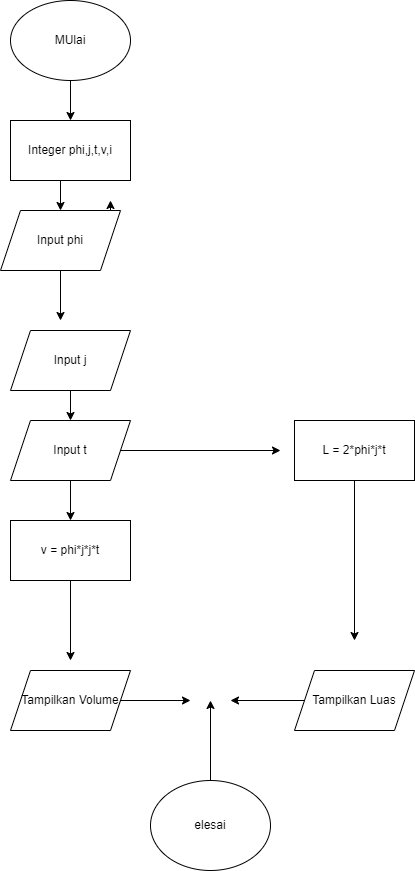 MUlai
Integer phi,j,t,v,i
Input phi
Input j
Input t
L = 2*phi*j*t
v = phi*j*j*t
Tampilkan Volume
Tampilkan Luas
elesai